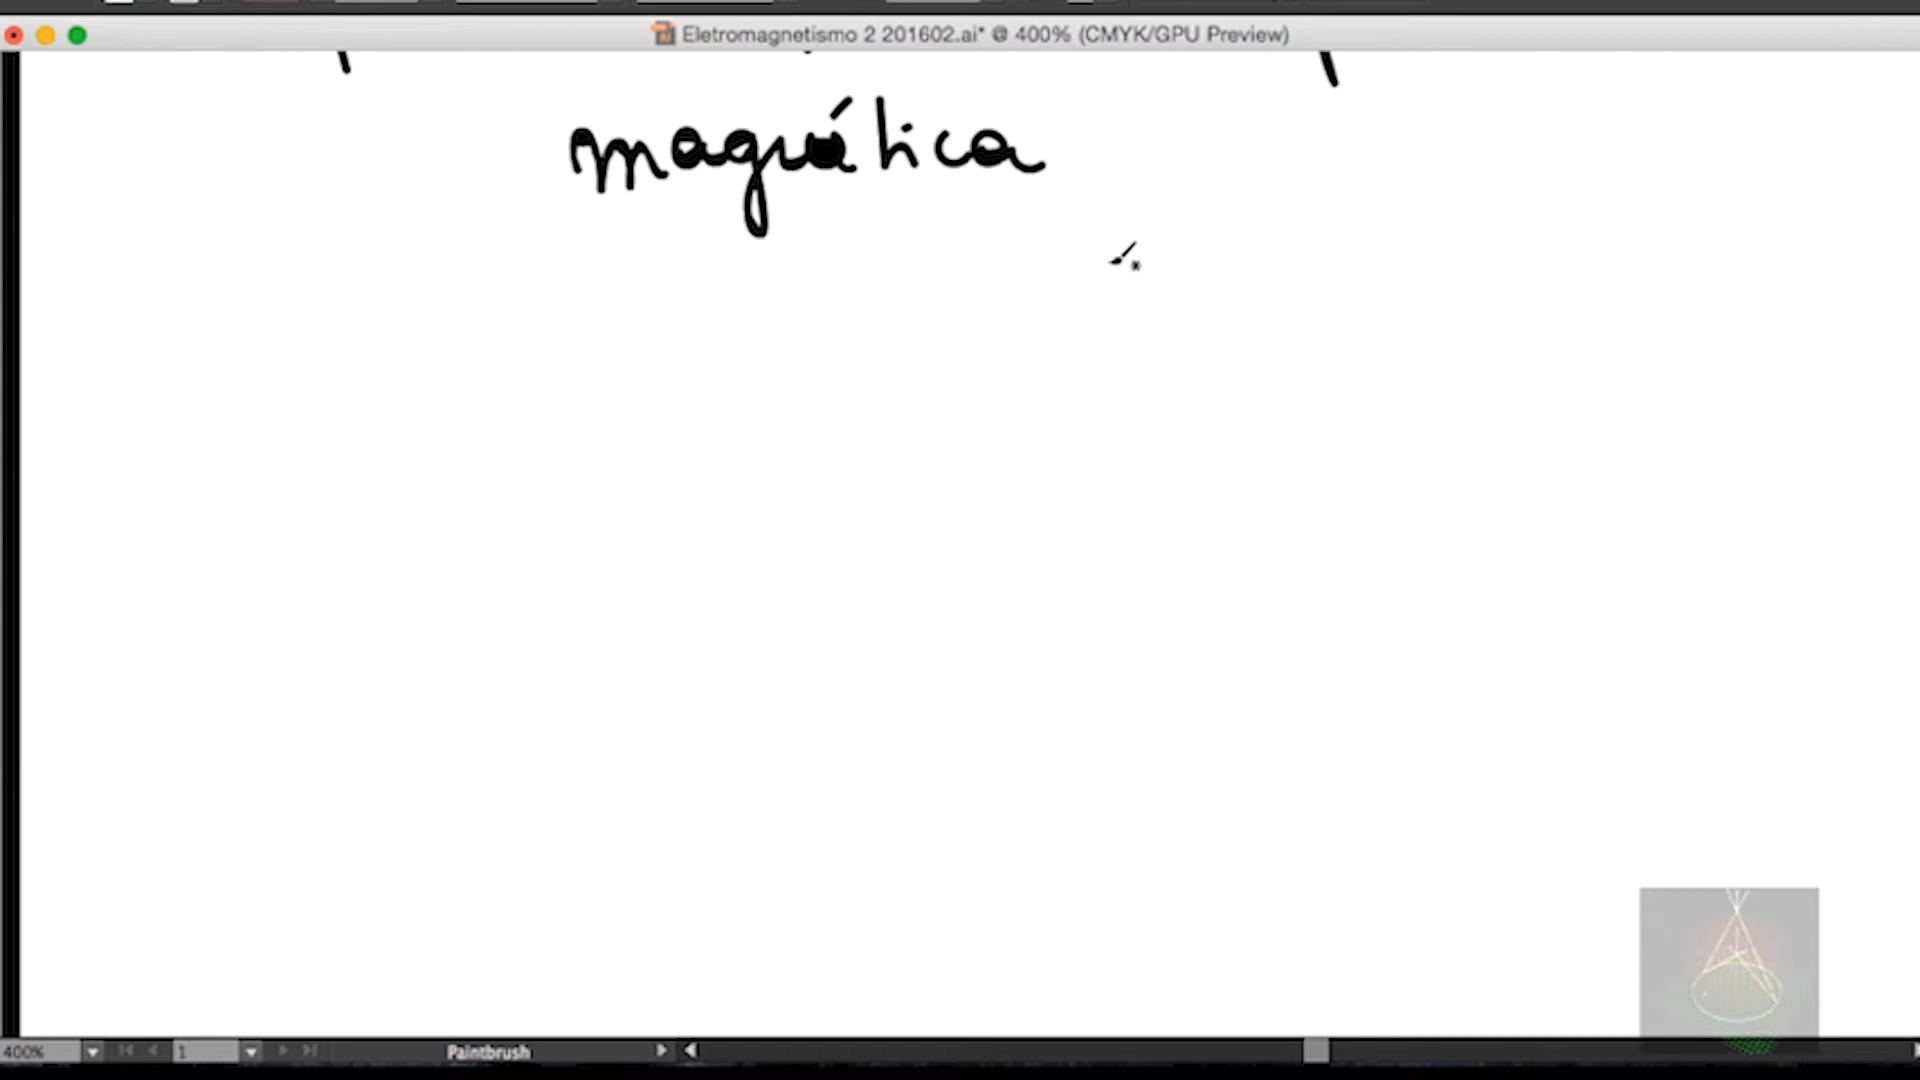 Eletromagnetismo 2 201602.ai* @ 400% (CMYK/GPU Preview)
magnética
400%
1
Paintbrush